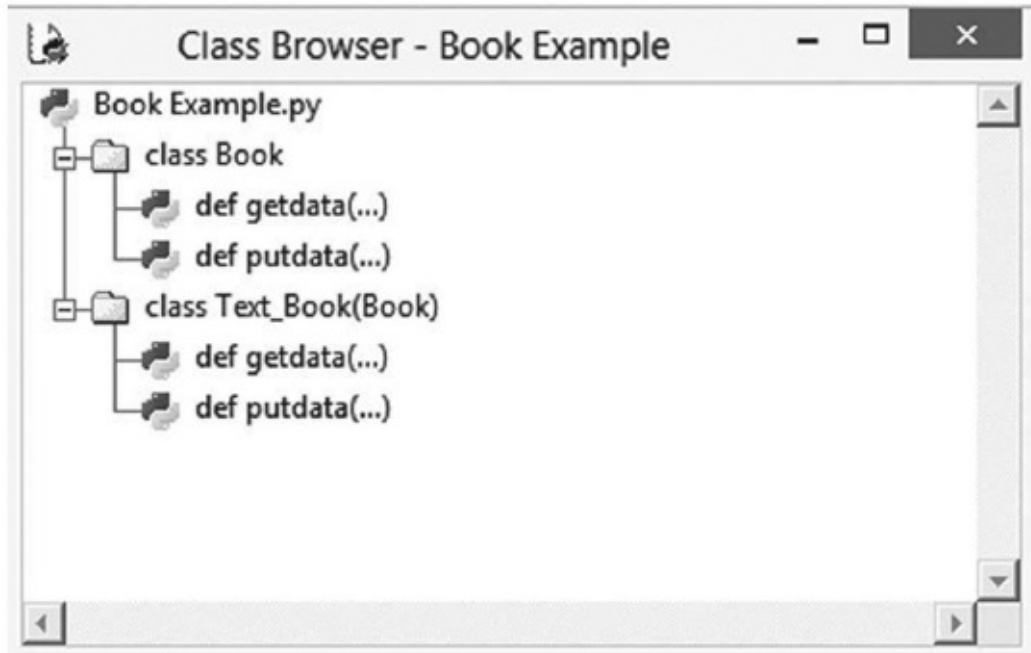 Class Browser - Book Example
Book Example.py
class Book
def getdata(...)
def putdata(...)
class Text_Book(Book)
def getdata(...)
def putdata(...)